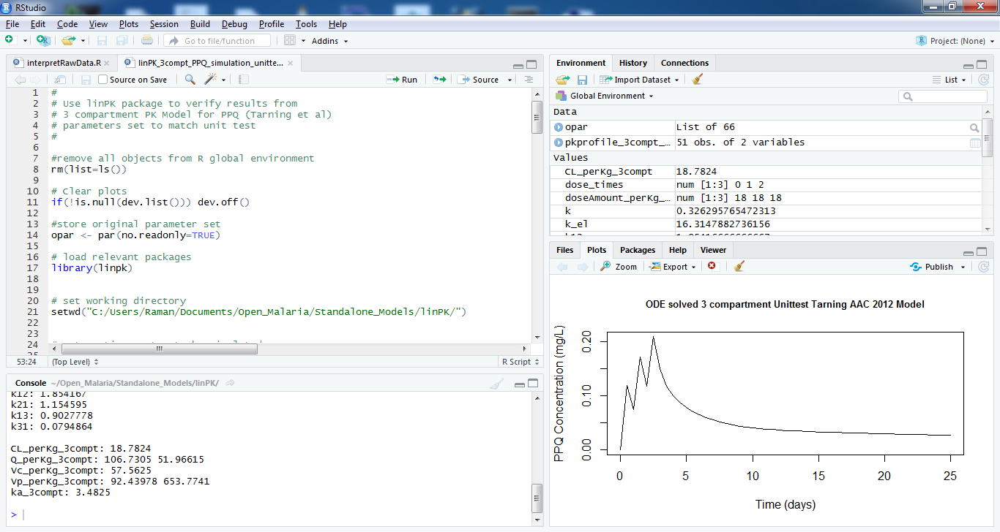 RStudio
File Edit Code View Plots Session Build Debug Profile Tools Help
Go to file/function Addins Project: (None)
interpretRawData.R linPK_3compt_PPQ_simulation_unitte...
Source on Save Run Source
1 #
2 # Use linPK package to verify results from
3 # 3 compartment PK Model for PPQ (Tarning et al)
4 # parameters set to match unit test
5 #
6
7 #remove all objects from R global environment
8 rm(list=ls())
9
10 # Clear plots
11 if(!is.null(dev.list())) dev.off()
12
13 #store original parameter set
14 opar <- par(no.readonly=TRUE)
15
16 # load relevant packages
17 library(linpk)
18
19
20 # set working directory
21 setwd("C:/Users/Raman/Documents/Open_Malaria/Standalone_Models/linPK/")
22
23
24
53:24 (Top Level) R Script
Console ~/Open_Malaria/Standalone_Models/linPK/
k12: 1.854167
k21: 1.154595
k13: 0.9027778
k31: 0.0794864
CL_perKg_3compt: 18.7824
Q_perKg_3compt: 106.7305 51.96615
Vc_perKg_3compt: 57.5625
Vp_perKg_3compt: 92.43978 653.7741
ka_3compt: 3.4825
>
Environment History Connections
Import Dataset List
Global Environment
Data
opar List of 66
pkprofile_3compt_... 51 obs. of 2 variables
Values
CL_perKg_3compt 18.7824
dose_times num [1:3] 0 1 2
doseAmount_perKg_... num [1:3] 18 18 18
k 0.326295765472313
k_el 16.3147882736156
Files Plots Packages Help Viewer
Zoom Export Publish
ODE solved 3 compartment Unittest Tarning AAC 2012 Model
PPQ Concentration (mg/L)
0.20
0.10
0.00
0 5 10 15 20 25
Time (days)